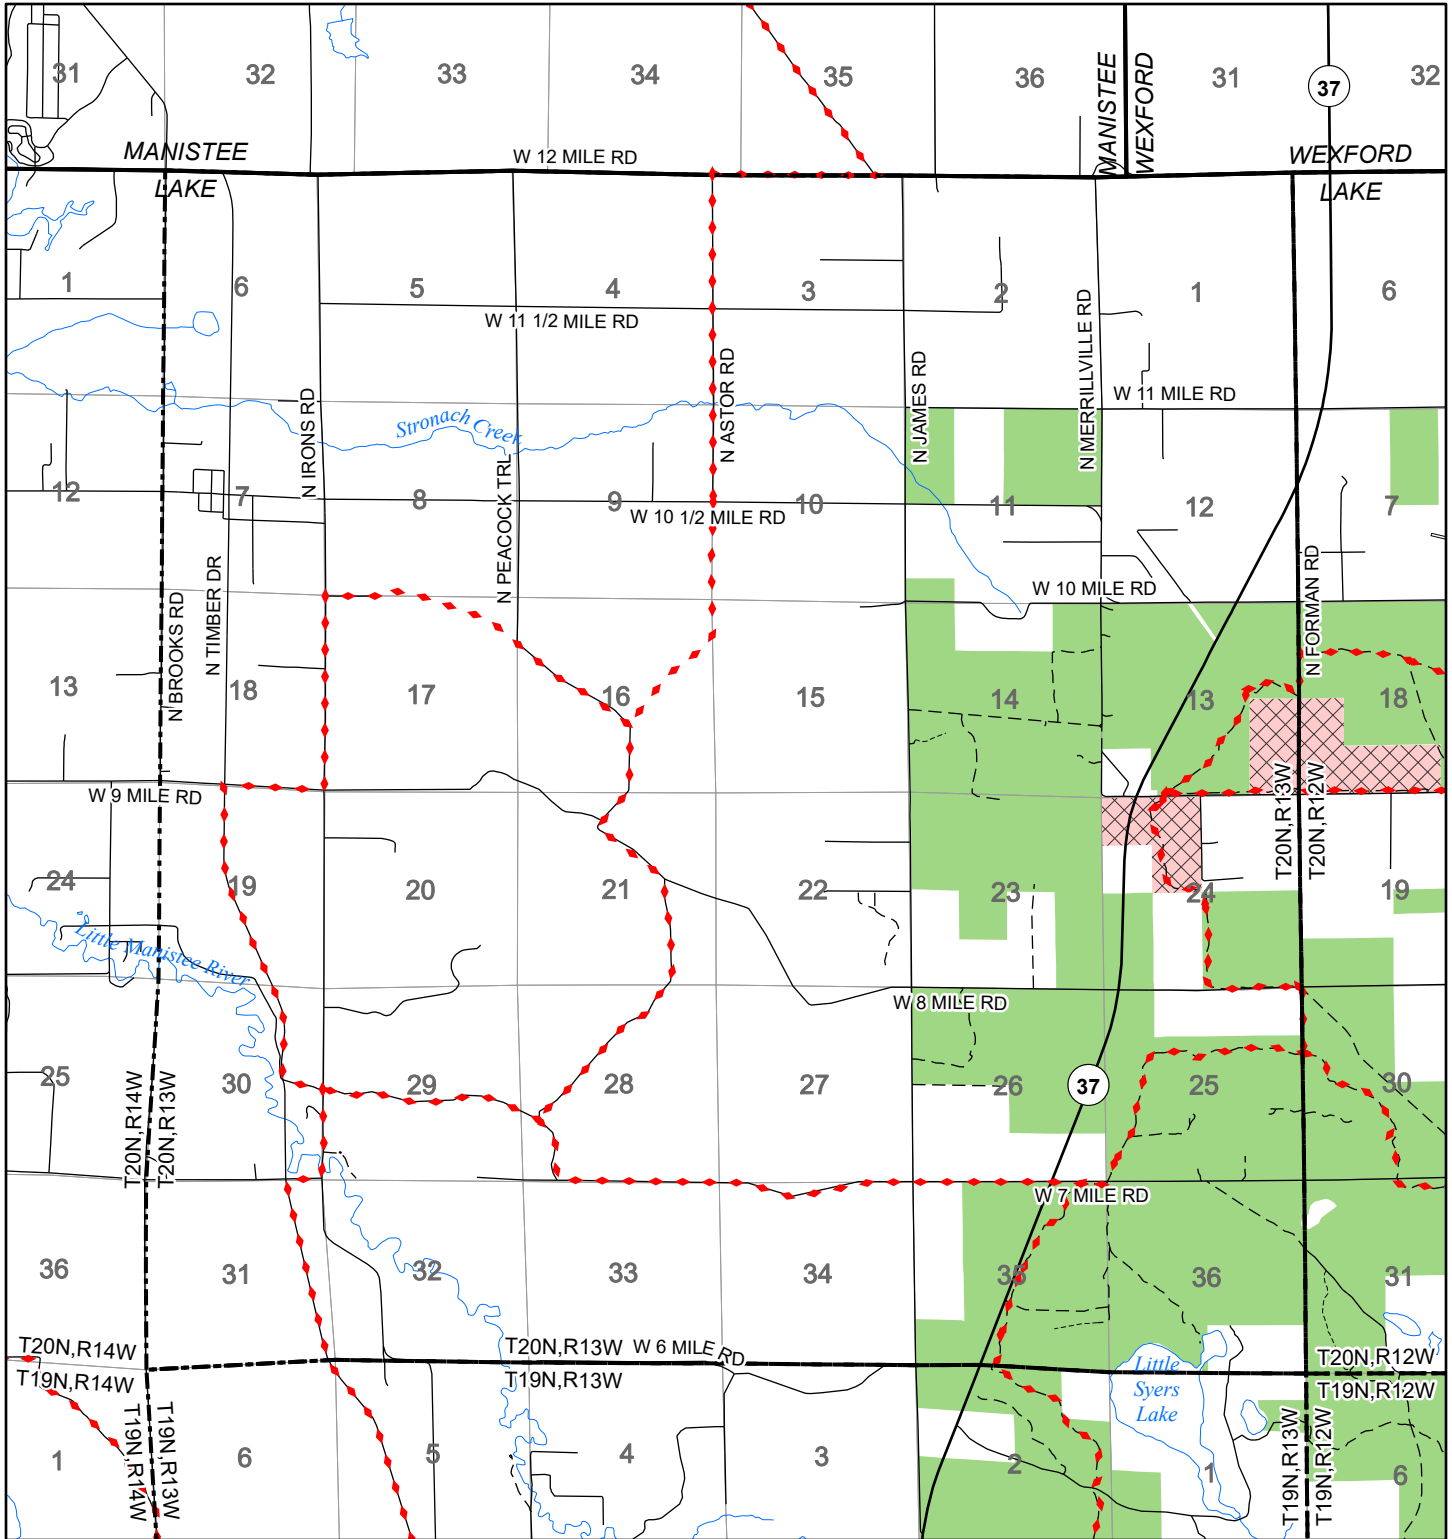 31
32
33
34
35
36
31
32
37
MANISTEE
WEXFORD
MANISTEE
LAKE
W 12 MILE RD
WEXFORD
LAKE
1
6
5
4
3
2
1
6
W 11 1/2 MILE RD
N IRONS RD
N ASTOR RD
N JAMES RD
N MERRILLVILLE RD
W 11 MILE RD
Stronach Creek
N PEACOCK TRL
12
7
8
9
10
11
12
7
W 10 1/2 MILE RD
W 10 MILE RD
N BROOKS RD
N TIMBER DR
N FORMAN RD
13
18
17
16
15
14
13
18
W 9 MILE RD
T20N,R13W
T20N,R12W
24
19
20
21
22
23
24
19
Little Manistee River
W 8 MILE RD
25
30
29
28
27
26
37
25
30
T20N,R14W
T20N,R13W
W 7 MILE RD
36
31
32
33
34
35
36
31
T20N,R14W
T20N,R13W
W 6 MILE RD
T20N,R12W
T19N,R14W
T19N,R13W
T19N,R12W
Little
Syers
Lake
T19N,R14W
T19N,R13W
T19N,R13W
T19N,R12W
1
6
5
4
3
2
1
6